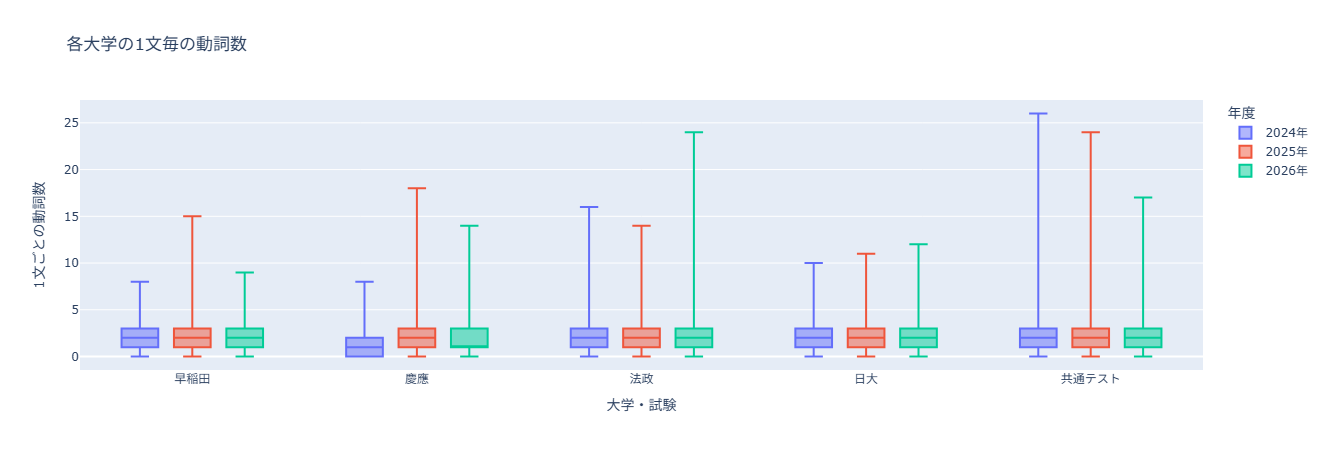 各大学の1文毎の動詞数
1文ごとの動詞数
25
20
15
10
5
0
早稲田
慶應
法政
日大
共通テスト
大学・試験
年度
2024年
2025年
2026年